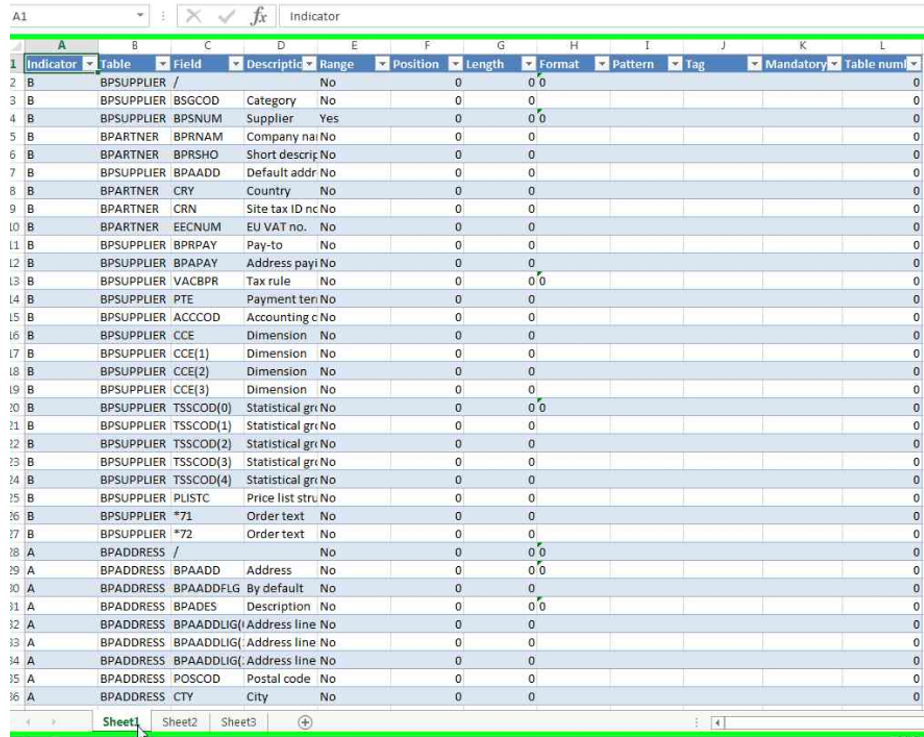 A1 fx Indicator
A B C D E F G H I J K L
1 Indicator Table Field Descriptio Range Position Length Format Pattern Tag Mandatory Table numl
2 B BPSUPPLIER / No 0 0 0 0
3 B BPSUPPLIER BSGCOD Category No 0 0 0
4 B BPSUPPLIER BPSNUM Supplier Yes 0 0 0 0
5 B BPARTNER BPRNAM Company nai No 0 0 0
6 B BPARTNER BPRSHO Short descrip No 0 0 0
7 B BPSUPPLIER BPAADD Default addr No 0 0 0
8 B BPARTNER CRY Country No 0 0 0
9 B BPARTNER CRN Site tax ID nc No 0 0 0
10 B BPARTNER EECNUM EU VAT no. No 0 0 0
11 B BPSUPPLIER BPRPAY Pay-to No 0 0 0
12 B BPSUPPLIER BPAPAY Address payi No 0 0 0
13 B BPSUPPLIER VACBPR Tax rule No 0 0 0 0
14 B BPSUPPLIER PTE Payment teri No 0 0 0
15 B BPSUPPLIER ACCCOD Accounting c No 0 0 0
16 B BPSUPPLIER CCE Dimension No 0 0 0
17 B BPSUPPLIER CCE(1) Dimension No 0 0 0
18 B BPSUPPLIER CCE(2) Dimension No 0 0 0
19 B BPSUPPLIER CCE(3) Dimension No 0 0 0
20 B BPSUPPLIER TSSCOD(0) Statistical gr No 0 0 0 0
21 B BPSUPPLIER TSSCOD(1) Statistical gr No 0 0 0
22 B BPSUPPLIER TSSCOD(2) Statistical gr No 0 0 0
23 B BPSUPPLIER TSSCOD(3) Statistical gr No 0 0 0
24 B BPSUPPLIER TSSCOD(4) Statistical gr No 0 0 0
25 B BPSUPPLIER PLISTC Price list stru No 0 0 0
26 B BPSUPPLIER *71 Order text No 0 0 0
27 B BPSUPPLIER *72 Order text No 0 0 0
28 A BPADDRESS / No 0 0 0 0
29 A BPADDRESS BPAADD Address No 0 0 0 0
30 A BPADDRESS BPAADDFLG By default No 0 0 0
31 A BPADDRESS BPADES Description No 0 0 0 0
32 A BPADDRESS BPAADDLIG( Address line No 0 0 0
33 A BPADDRESS BPAADDLIG( Address line No 0 0 0
34 A BPADDRESS BPAADDLIG( Address line No 0 0 0
35 A BPADDRESS POSCOD Postal code No 0 0 0
36 A BPADDRESS CTY City No 0 0 0
Sheet1 Sheet2 Sheet3